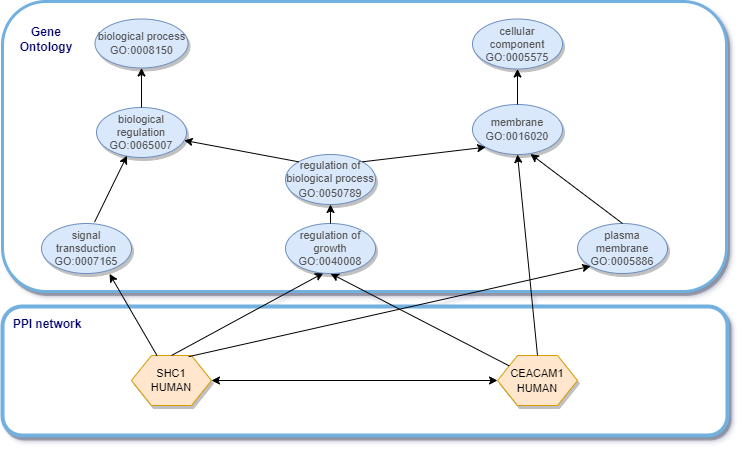 Gene
Ontology
biological process
GO:0008150
cellular
component
GO:0005575
biological
regulation
GO:0065007
membrane
GO:0016020
regulation of
biological process
GO:0050789
signal
transduction
GO:0007165
regulation of
growth
GO:0040008
plasma
membrane
GO:0005886
PPI network
SHC1
HUMAN
CEACAM1
HUMAN